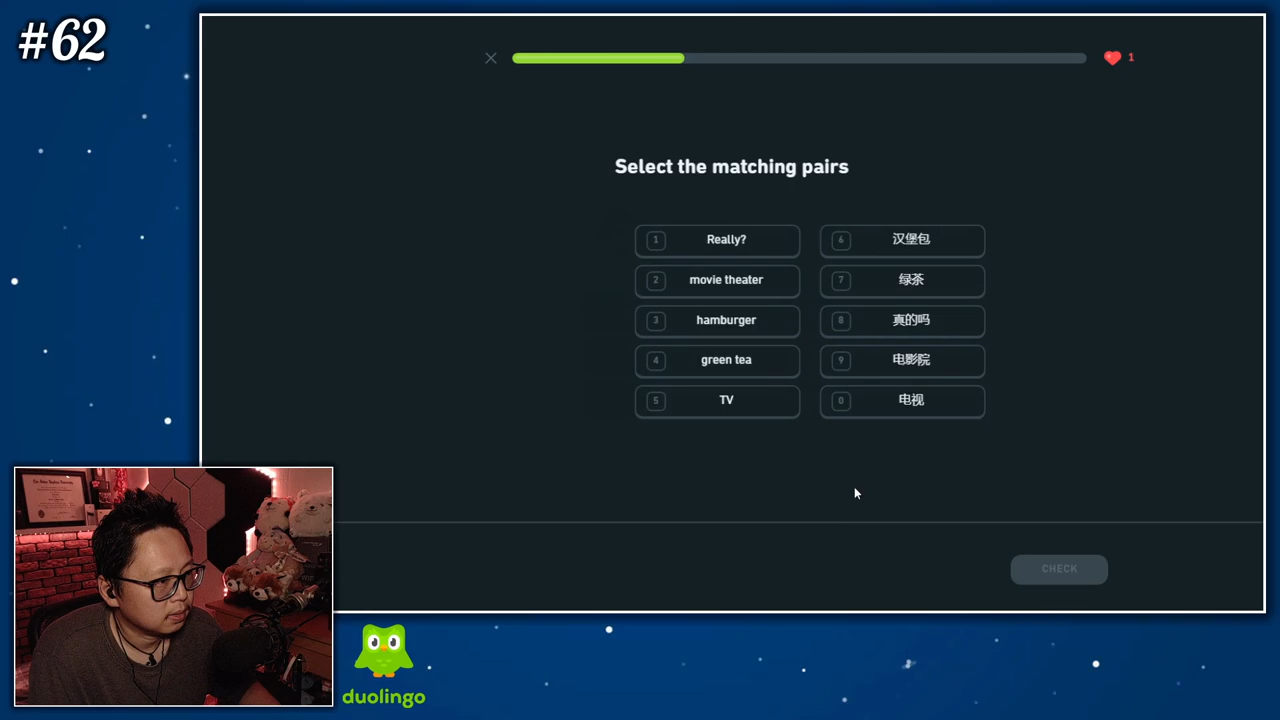 #62
1
Select the matching pairs
1 Really? 6 汉堡包
2 movie theater 7 绿茶
3 hamburger 8 真的吗
4 green tea 9 电影院
5 TV 0 电视
CHECK
duolingo